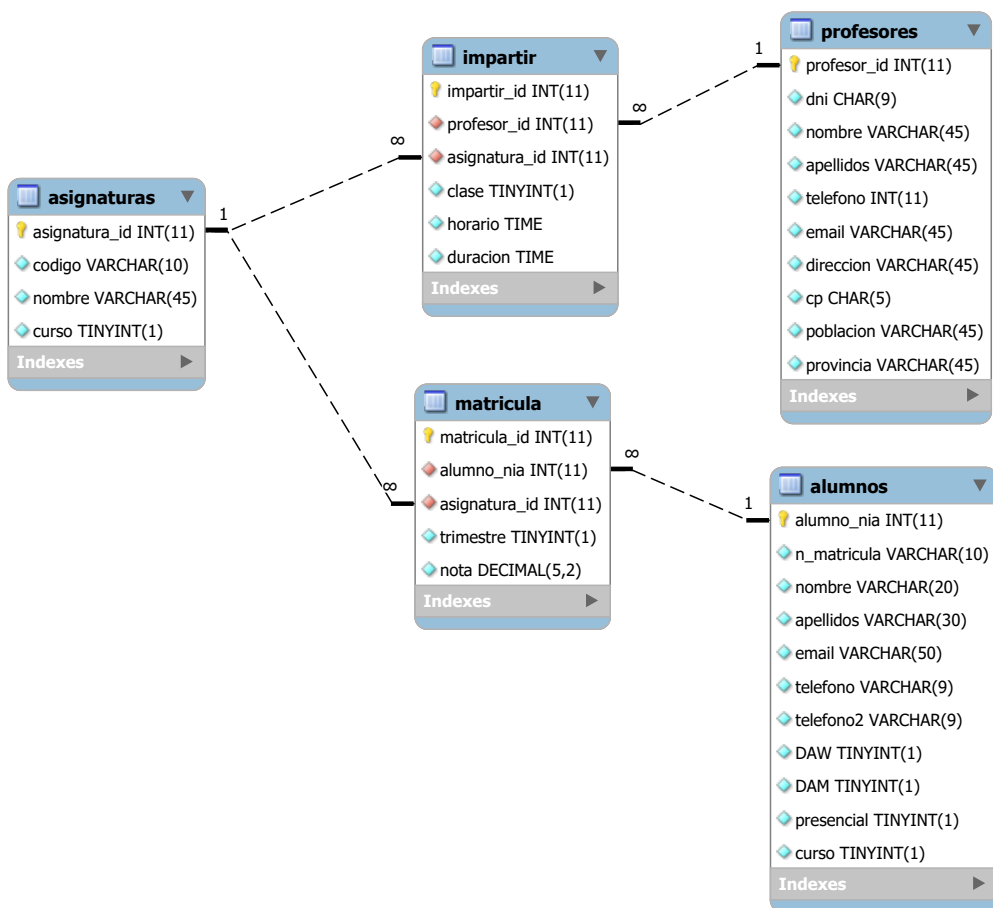 asignaturas
asignatura_id INT(11)
codigo VARCHAR(10)
nombre VARCHAR(45)
curso TINYINT(1)
Indexes
1
∞
∞
impartir
impartir_id INT(11)
profesor_id INT(11)
asignatura_id INT(11)
clase TINYINT(1)
horario TIME
duracion TIME
Indexes
∞
1
profesores
profesor_id INT(11)
dni CHAR(9)
nombre VARCHAR(45)
apellidos VARCHAR(45)
telefono INT(11)
email VARCHAR(45)
direccion VARCHAR(45)
cp CHAR(5)
poblacion VARCHAR(45)
provincia VARCHAR(45)
Indexes
matricula
matricula_id INT(11)
alumno_nia INT(11)
asignatura_id INT(11)
trimestre TINYINT(1)
nota DECIMAL(5,2)
Indexes
∞
1
alumnos
alumno_nia INT(11)
n_matricula VARCHAR(10)
nombre VARCHAR(20)
apellidos VARCHAR(30)
email VARCHAR(50)
telefono VARCHAR(9)
telefono2 VARCHAR(9)
DAW TINYINT(1)
DAM TINYINT(1)
presencial TINYINT(1)
curso TINYINT(1)
Indexes